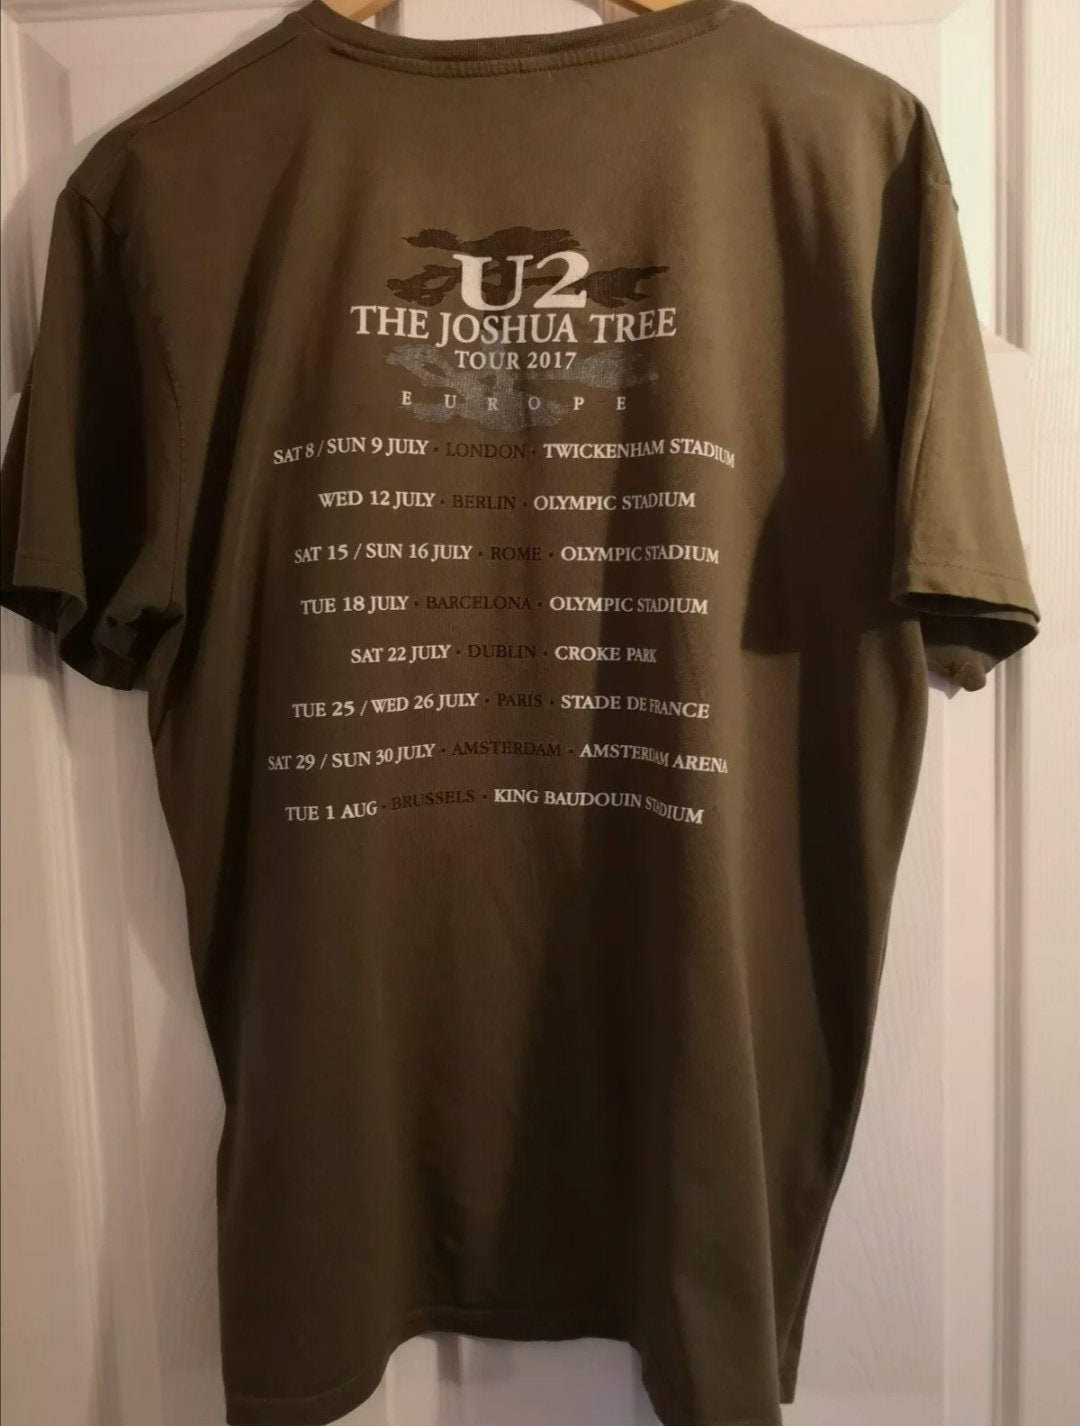 U2
THE JOSHUA TREE
TOUR 2017
EUROPE
SAT 8 / SUN 9 JULY · LONDON · TWICKENHAM STADIUM
WED 12 JULY · BERLIN · OLYMPIC STADIUM
SAT 15 / SUN 16 JULY · ROME · OLYMPIC STADIUM
TUE 18 JULY · BARCELONA · OLYMPIC STADIUM
SAT 22 JULY · DUBLIN · CROKE PARK
TUE 25 / WED 26 JULY · PARIS · STADE DE FRANCE
SAT 29 / SUN 30 JULY · AMSTERDAM · AMSTERDAM ARENA
TUE 1 AUG · BRUSSELS · KING BAUDOUIN STADIUM